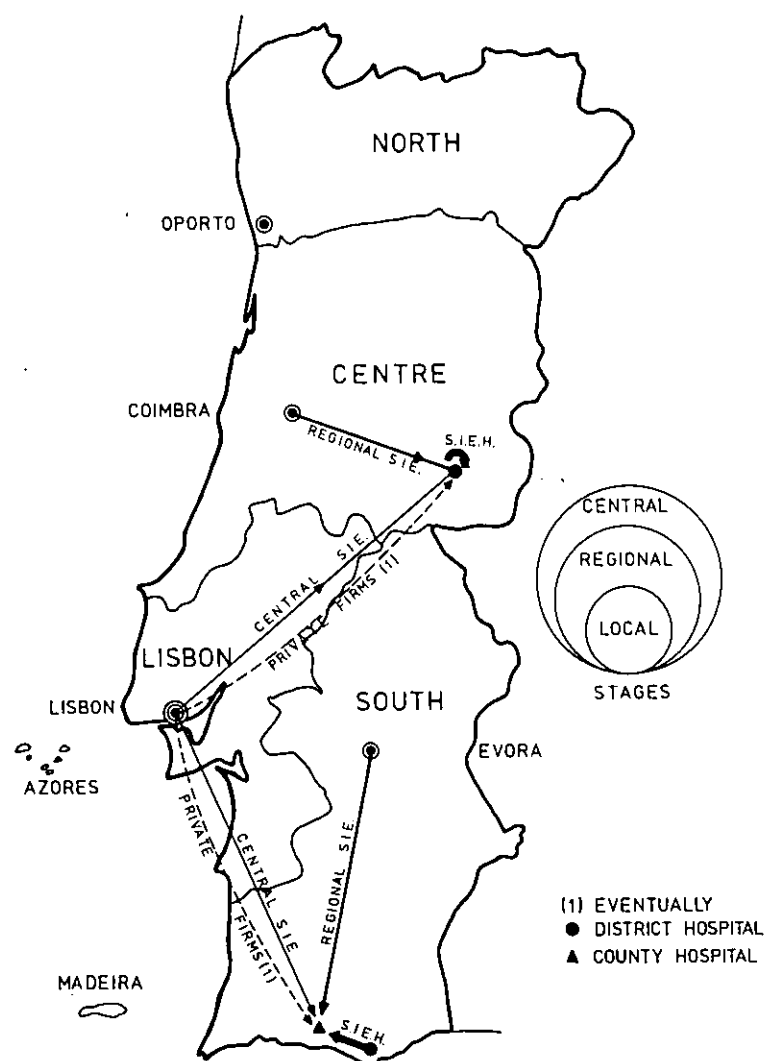 NORTH
OPORTO
CENTRE
COIMBRA
REGIONAL S.I.E.
S.I.E.H.
CENTRAL S.I.E.
PRIVATE FIRMS (1)
CENTRAL
REGIONAL
LOCAL
STAGES
LISBON
LISBON
SOUTH
EVORA
AZORES
PRIVATE FIRMS (1)
CENTRAL S.I.E
REGIONAL S.I.E.
MADEIRA
S.I.E.H.
(1) EVENTUALLY
DISTRICT HOSPITAL
COUNTY HOSPITAL